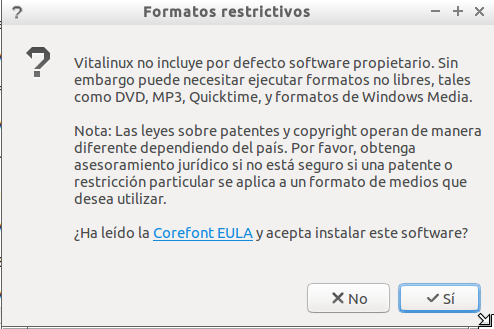 Formatos restrictivos
Vitalinux no incluye por defecto software propietario. Sin
embargo puede necesitar ejecutar formatos no libres, tales
como DVD, MP3, Quicktime, y formatos de Windows Media.
Nota: Las leyes sobre patentes y copyright operan de manera
diferente dependiendo del país. Por favor, obtenga
asesoramiento jurídico si no está seguro si una patente o
restricción particular se aplica a un formato de medios que
desea utilizar.
¿Ha leído la Corefont EULA y acepta instalar este software?
No
Sí